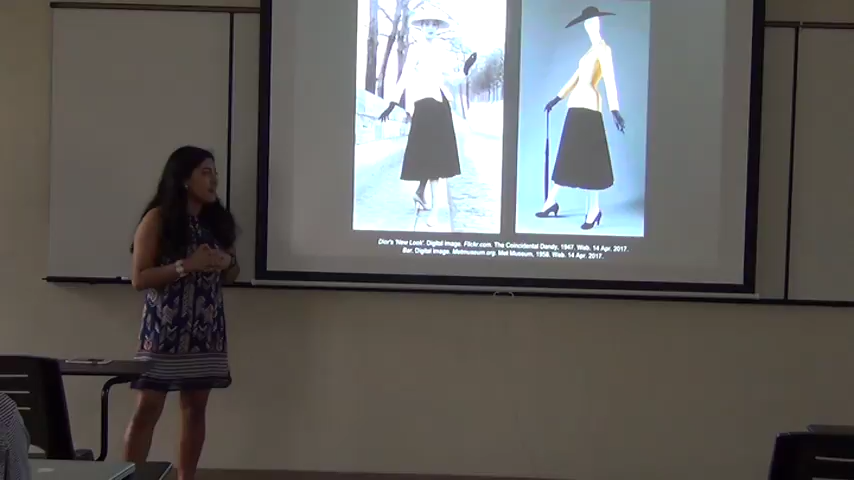 Dior's 'New Look'. Digital image. Flickr.com. The Coincidental Dandy, 1947. Web. 14 Apr. 2017.
Bar. Digital image. Metmuseum.org. Met Museum, 1958. Web. 14 Apr. 2017.